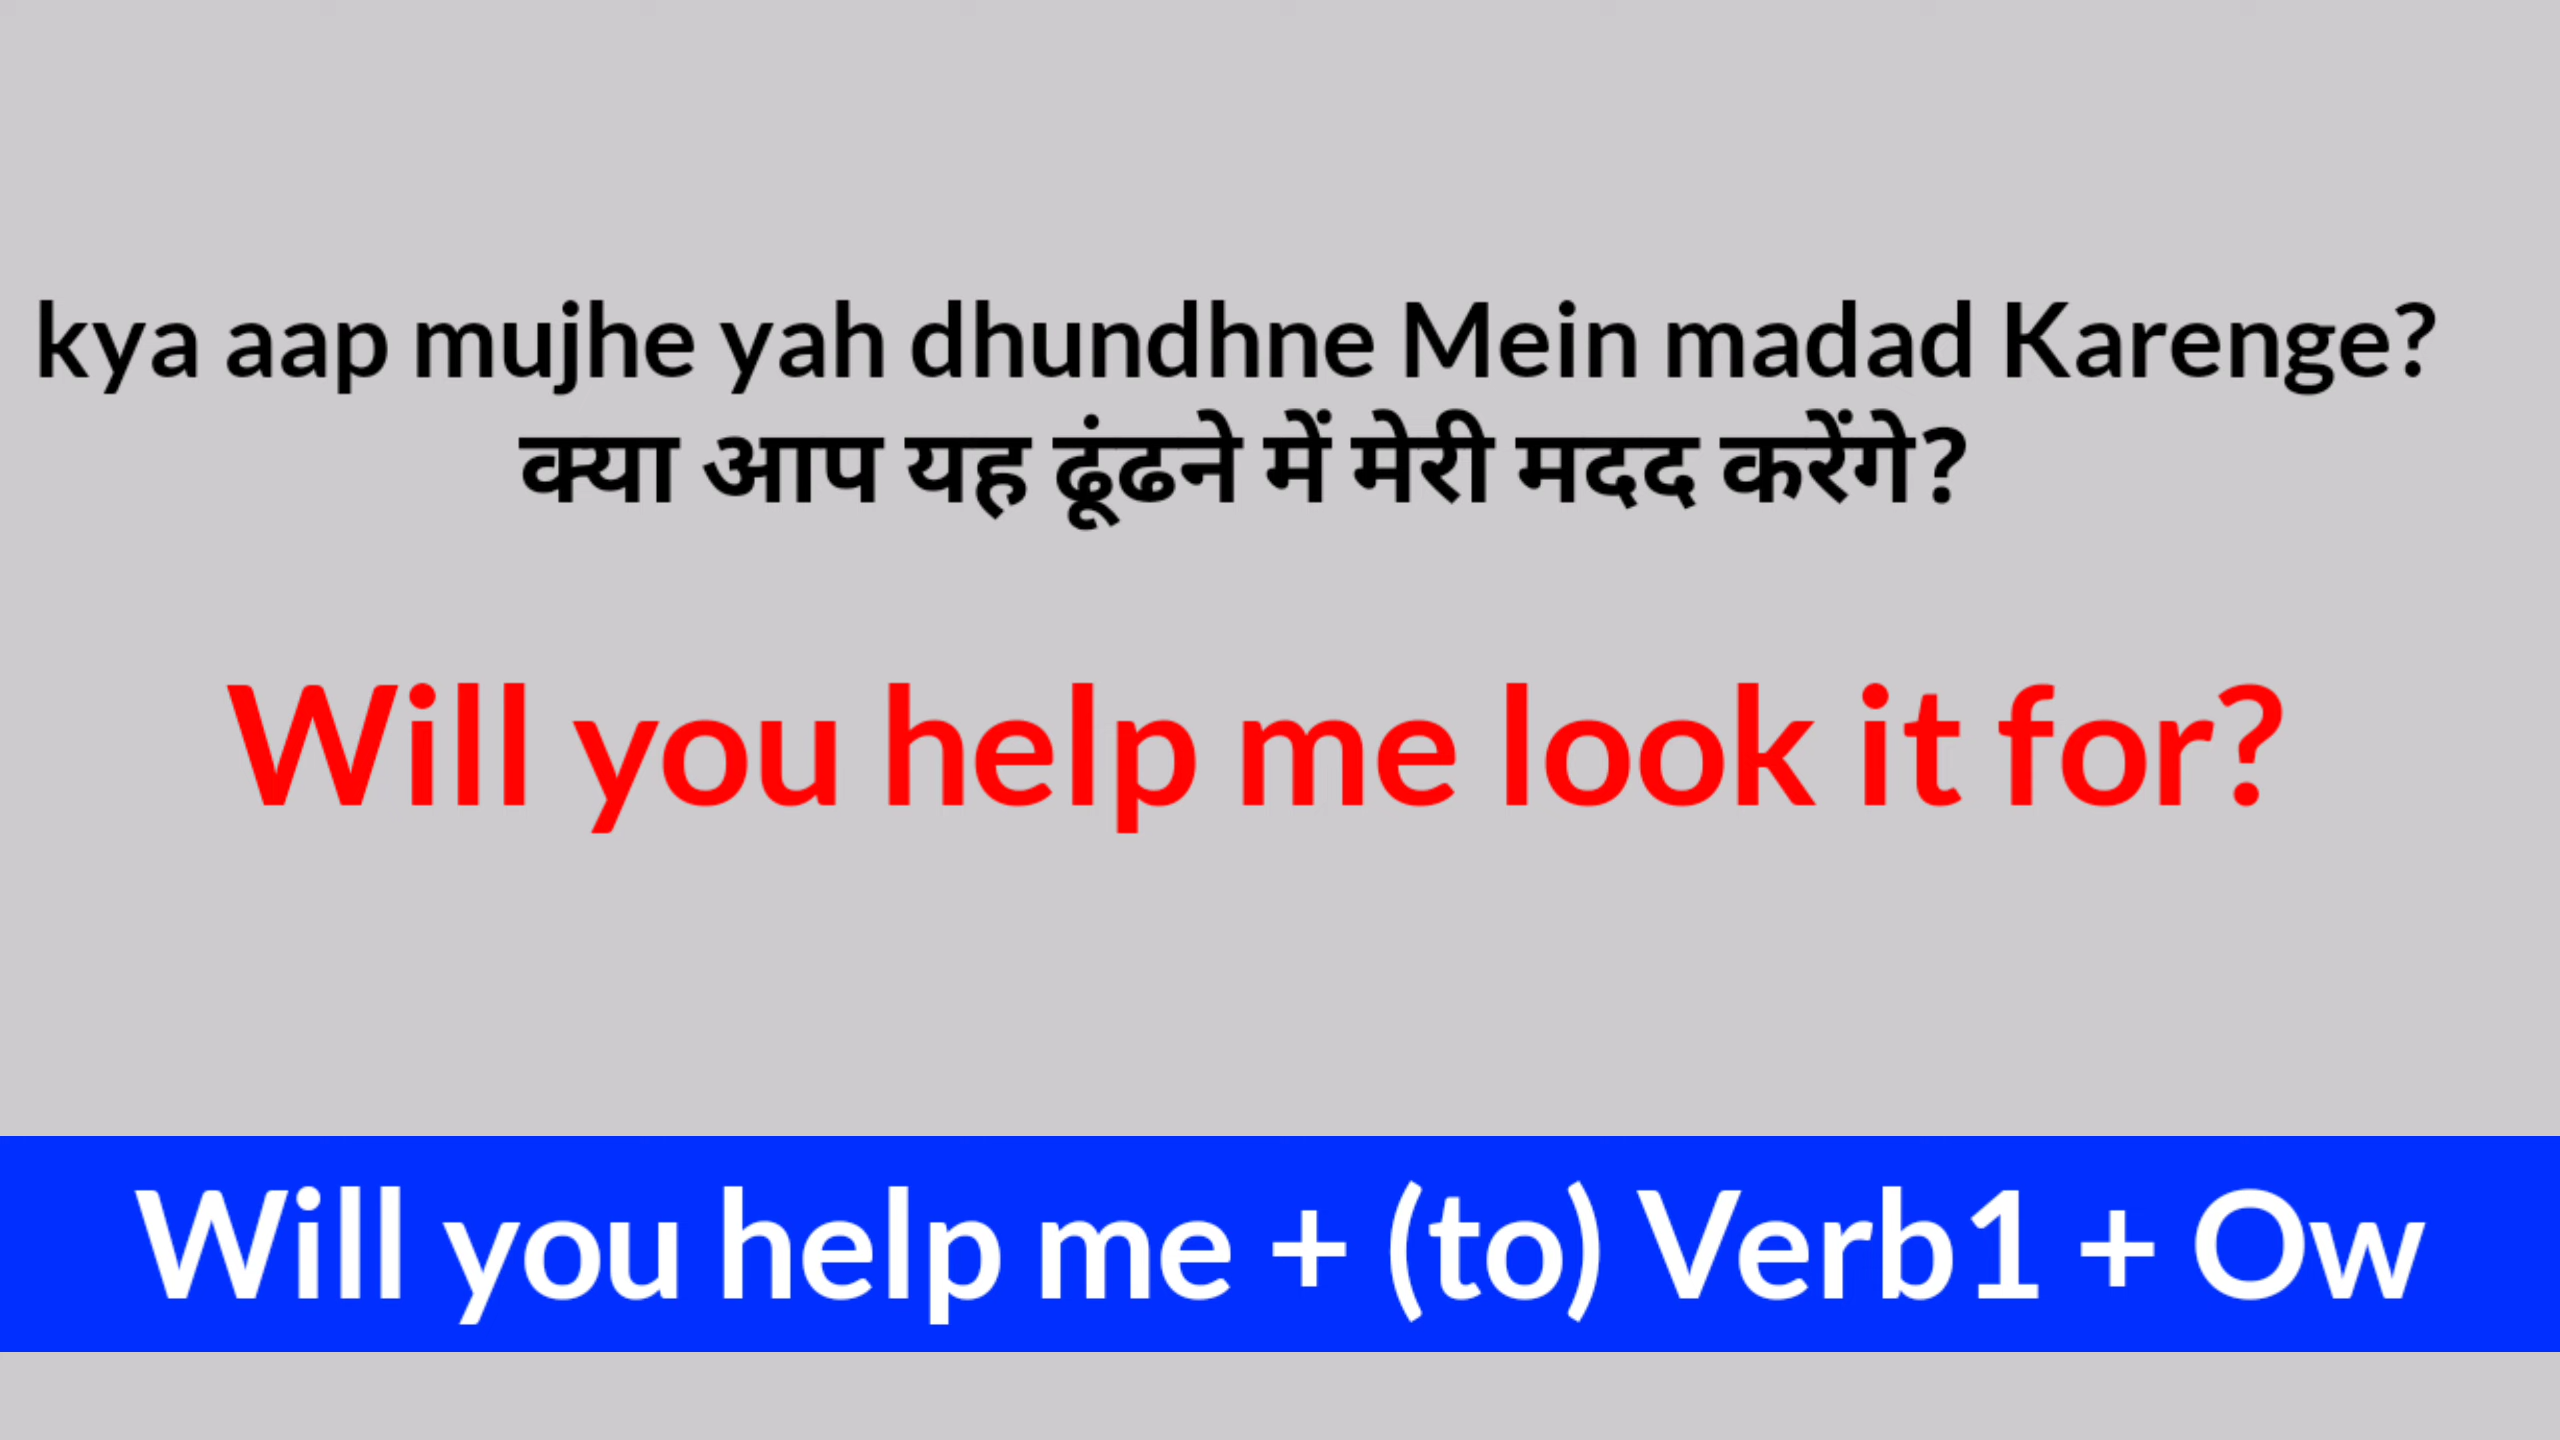 kya aap mujhe yah dhundhne Mein madad Karenge?
क्या आप यह ढूंढने में मेरी मदद करेंगे?
Will you help me look it for?
Will you help me + (to) Verb1 + Ow